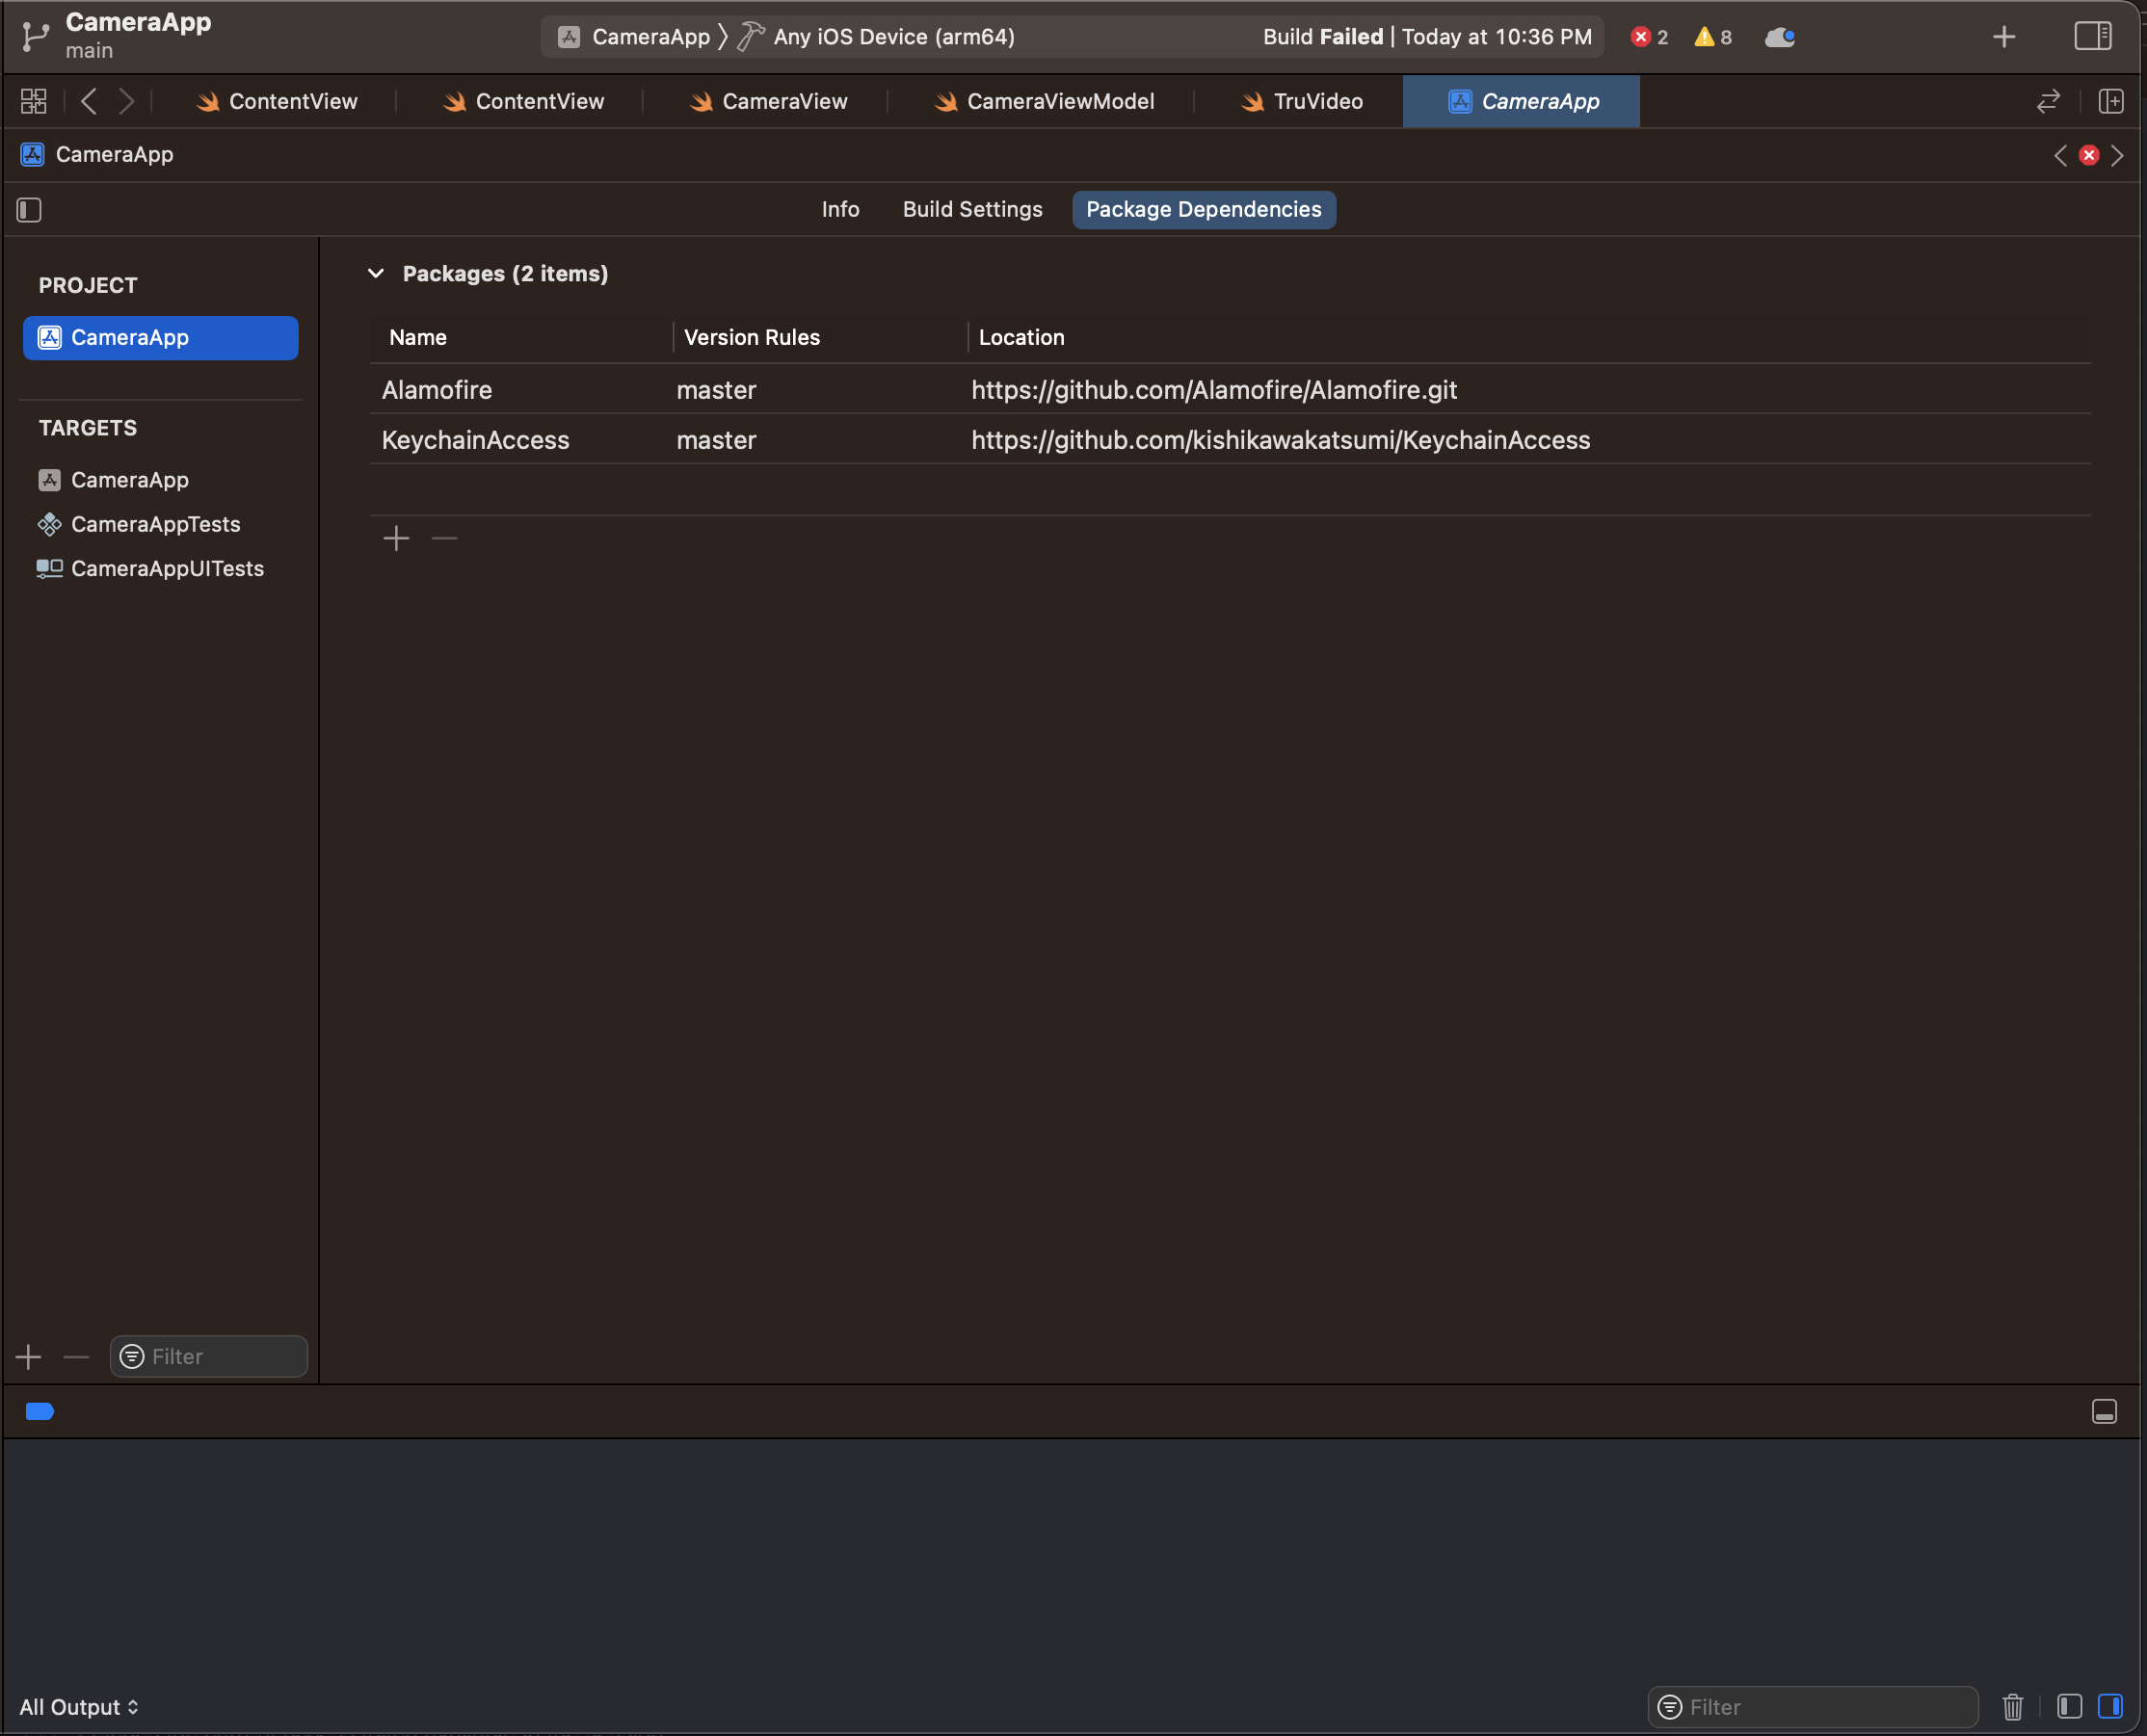 CameraApp
main
CameraApp 〉 Any iOS Device (arm64)
Build Failed | Today at 10:36 PM
2
8
ContentView
ContentView
CameraView
CameraViewModel
TruVideo
CameraApp
CameraApp
Info
Build Settings
Package Dependencies
PROJECT
CameraApp
TARGETS
CameraApp
CameraAppTests
CameraAppUITests
Packages (2 items)
Name Version Rules Location
Alamofire master https://github.com/Alamofire/Alamofire.git
KeychainAccess master https://github.com/kishikawakatsumi/KeychainAccess
Filter
All Output
Filter